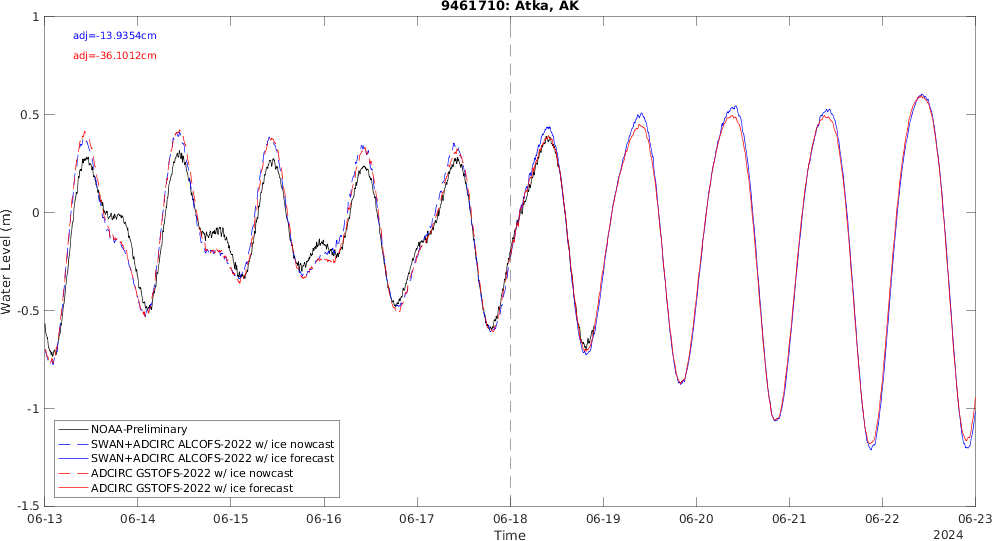 9461710: Atka, AK
adj=-13.9354cm
adj=-36.1012cm
Water Level (m)
1
0.5
0
-0.5
-1
-1.5
NOAA-Preliminary
SWAN+ADCIRC ALCOFS-2022 w/ ice nowcast
SWAN+ADCIRC ALCOFS-2022 w/ ice forecast
ADCIRC GSTOFS-2022 w/ ice nowcast
ADCIRC GSTOFS-2022 w/ ice forecast
06-13 06-14 06-15 06-16 06-17 06-18 06-19 06-20 06-21 06-22 06-23
Time
2024